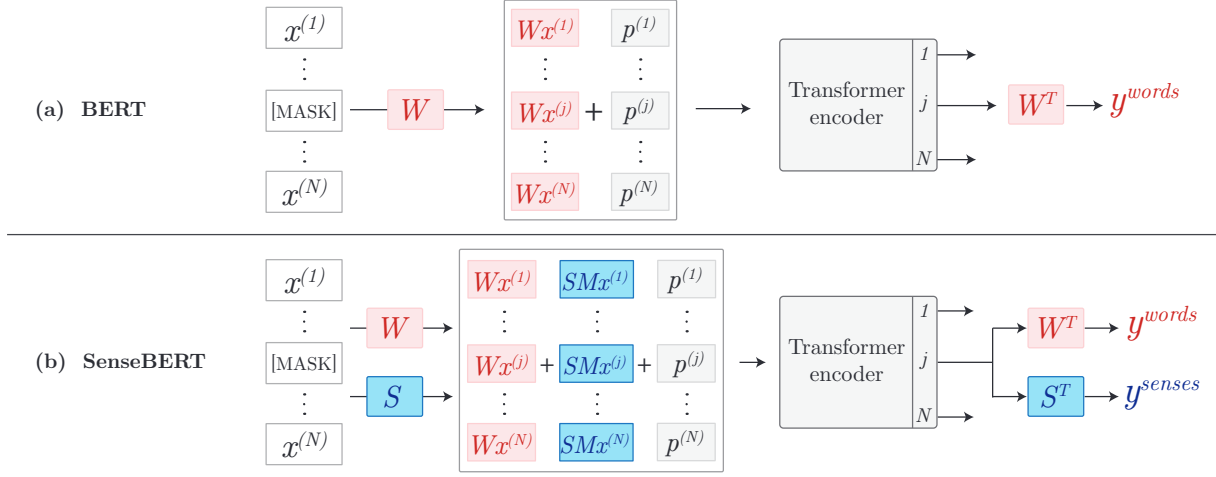 x^(1) Wx^(1) p^(1) 1
⋮ ⋮ ⋮
(a) BERT [MASK] W Wx^(j) + p^(j) Transformer encoder j W^T y^words
⋮ ⋮ ⋮
x^(N) Wx^(N) p^(N) N
x^(1) Wx^(1) SMx^(1) p^(1) 1
⋮ W ⋮ ⋮ ⋮ W^T y^words
(b) SenseBERT [MASK] Wx^(j) + SMx^(j) + p^(j) Transformer encoder j
⋮ S ⋮ ⋮ ⋮ S^T y^senses
x^(N) Wx^(N) SMx^(N) p^(N) N